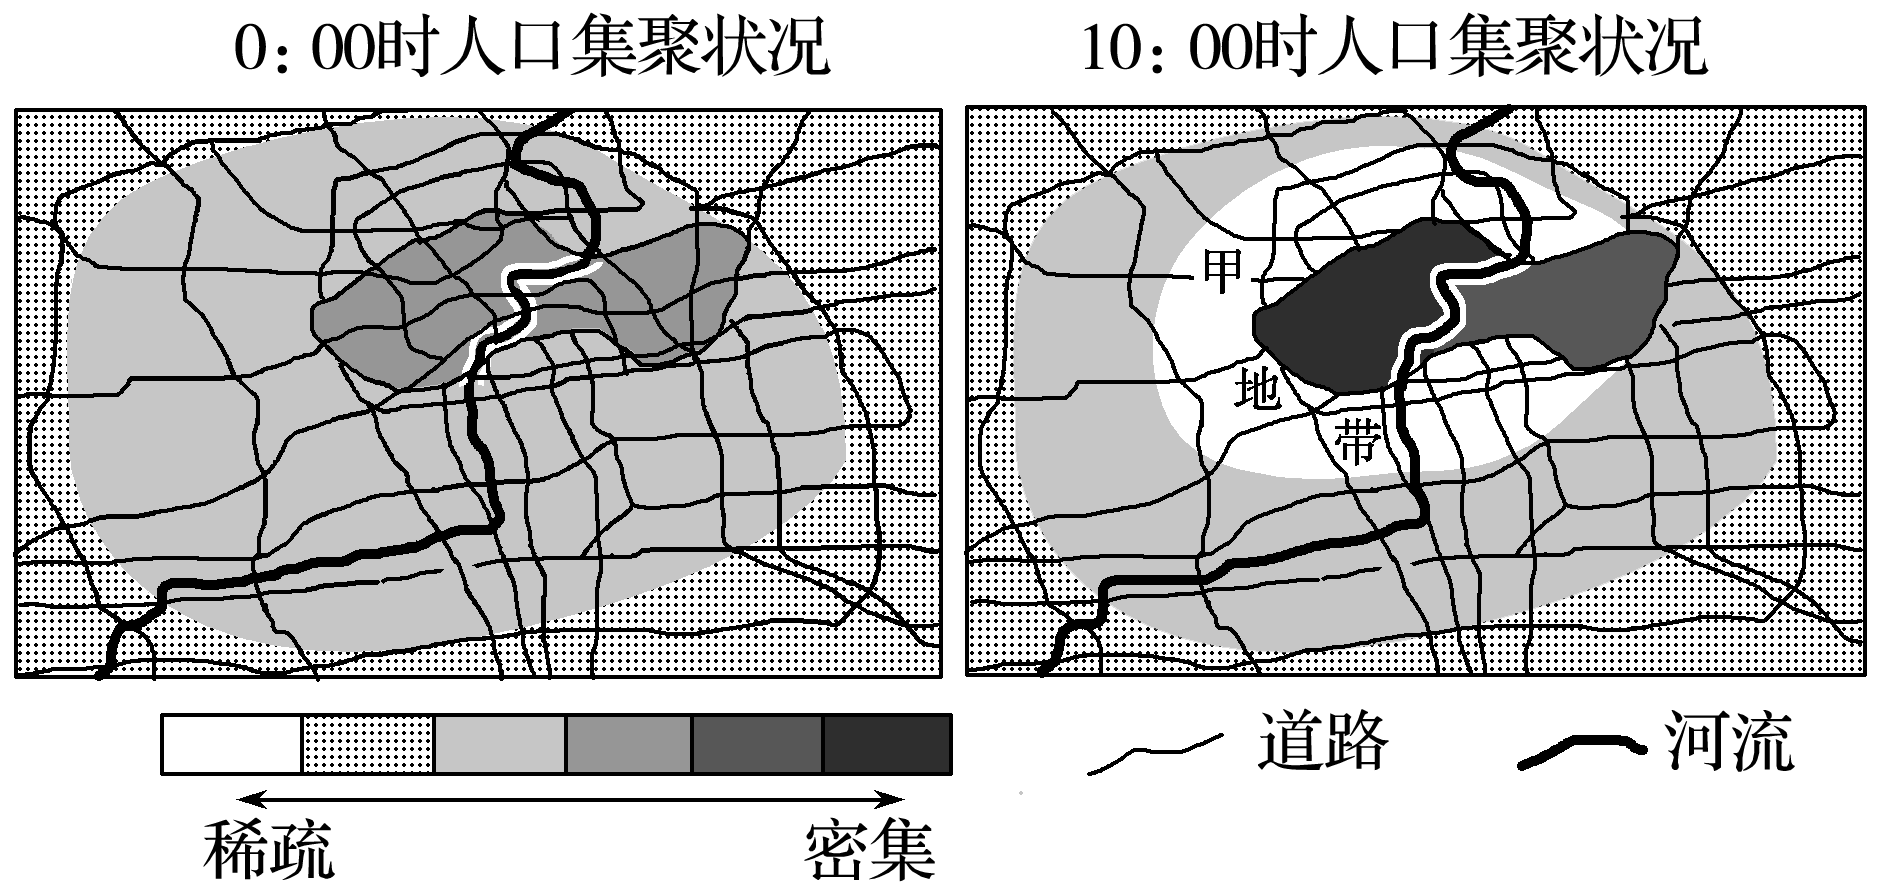 0：00时人口集聚状况
10：00时人口集聚状况
甲
地
带
稀疏
密集
道路
河流